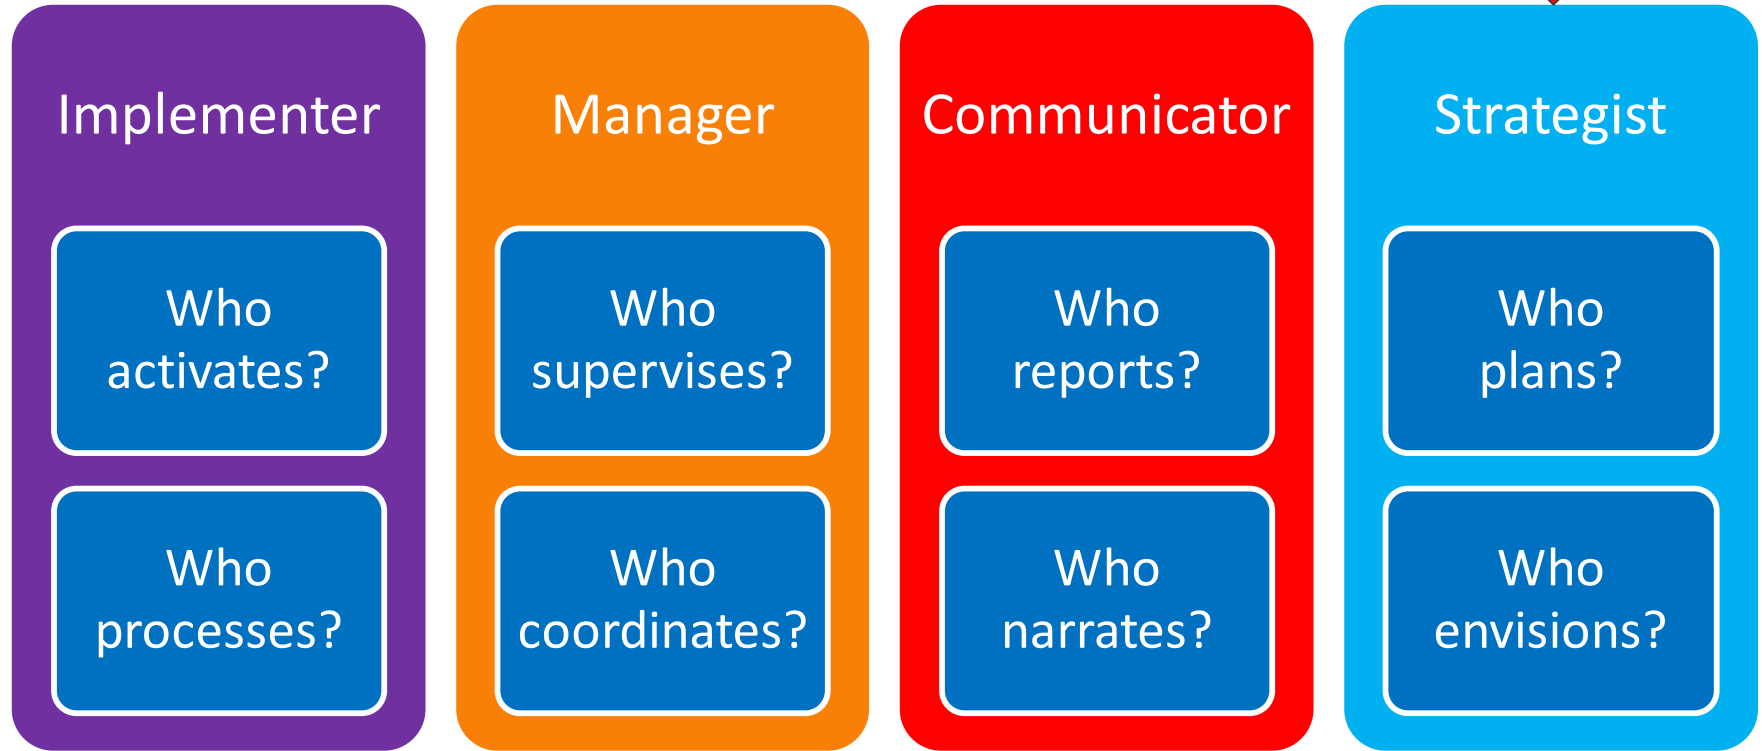 Implementer
Who
activates?
Who
processes?
Manager
Who
supervises?
Who
coordinates?
Communicator
Who
reports?
Who
narrates?
Strategist
Who
plans?
Who
envisions?